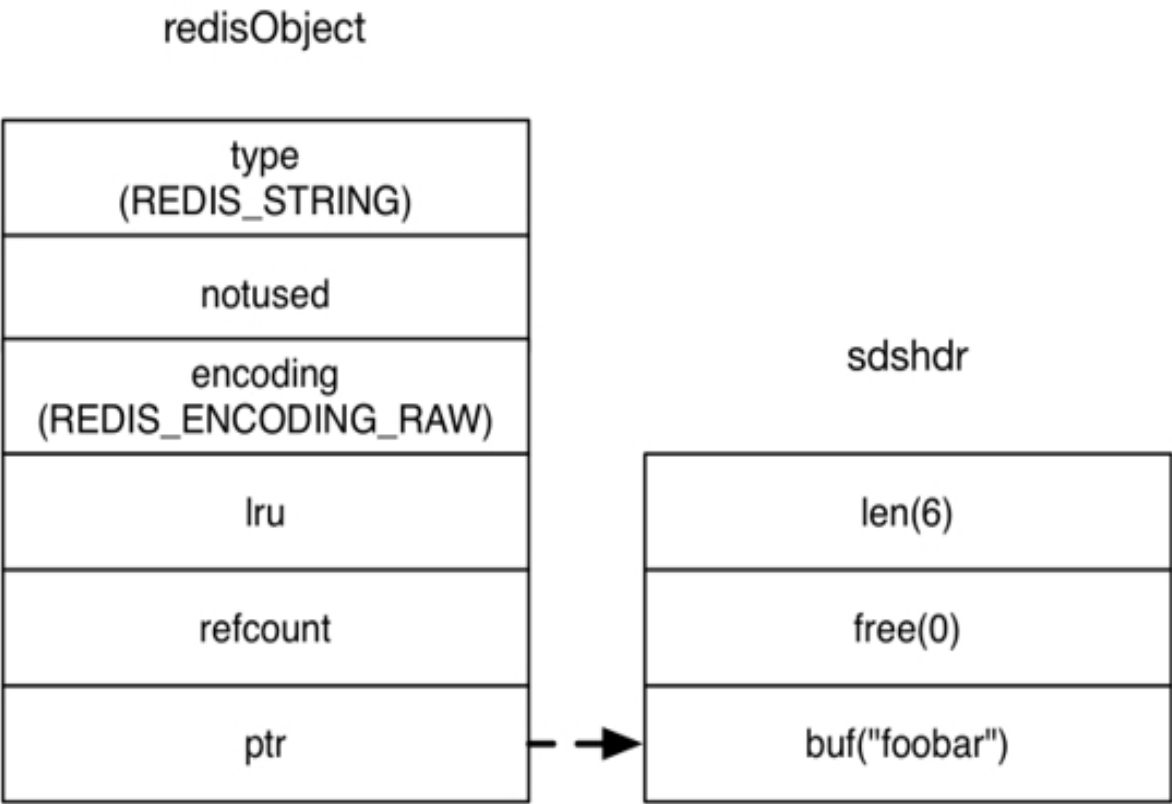 redisObject
type
(REDIS_STRING)
notused
encoding
(REDIS_ENCODING_RAW)
lru
refcount
ptr
sdshdr
len(6)
free(0)
buf("foobar")